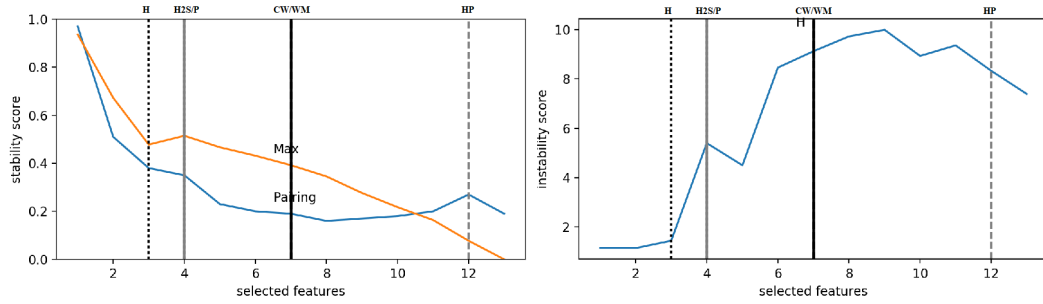 H H2S/P CW/WM HP
1.0
0.8
0.6
0.4
0.2
0.0
stability score
Max
Pairing
2 4 6 8 10 12
selected features
H H2S/P CW/WM HP
H
10
8
6
4
2
instability score
2 4 6 8 10 12
selected features